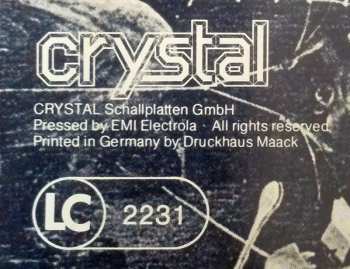 crystal
CRYSTAL Schallplatten GmbH
Pressed by EMI Electrola · All rights reserved
Printed in Germany by Druckhaus Maack
LC 2231